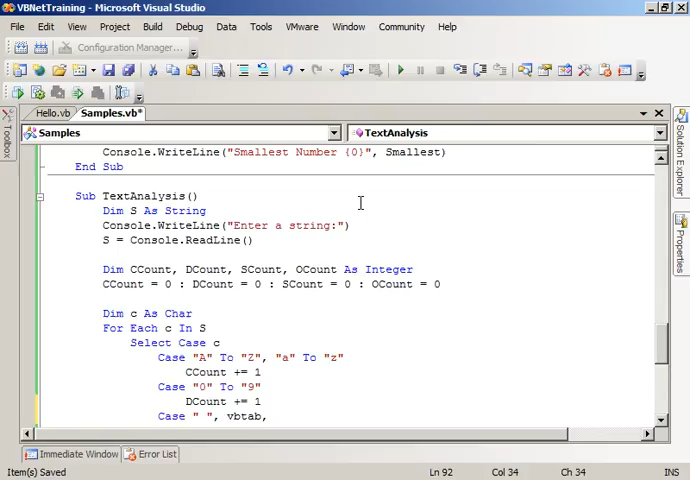 VBNetTraining - Microsoft Visual Studio
File Edit View Project Build Debug Data Tools VMware Window Community Help
Configuration Manager...
Hello.vb Samples.vb*
Samples TextAnalysis
Console.WriteLine("Smallest Number {0}", Smallest)
End Sub
Sub TextAnalysis()
Dim S As String
Console.WriteLine("Enter a string:")
S = Console.ReadLine()
Dim CCount, DCount, SCount, OCount As Integer
CCount = 0 : DCount = 0 : SCount = 0 : OCount = 0
Dim c As Char
For Each c In S
Select Case c
Case "A" To "Z", "a" To "z"
CCount += 1
Case "0" To "9"
DCount += 1
Case " ", vbtab,
Toolbox
Solution Explorer
Properties
Immediate Window Error List
Item(s) Saved Ln 92 Col 34 Ch 34 INS